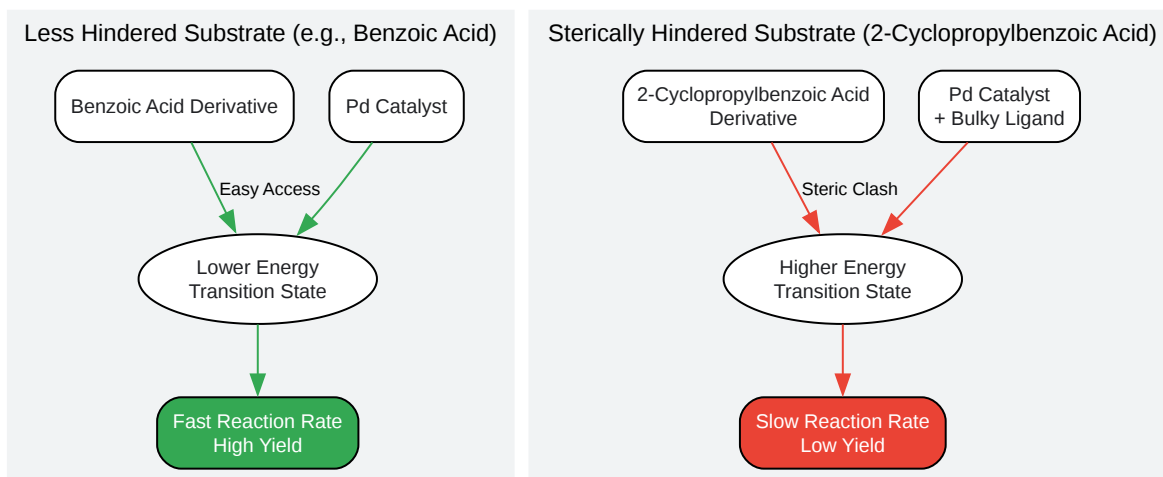 Less Hindered Substrate (e.g., Benzoic Acid)
Benzoic Acid Derivative
Pd Catalyst
Easy Access
Lower Energy
Transition State
Fast Reaction Rate
High Yield
Sterically Hindered Substrate (2-Cyclopropylbenzoic Acid)
2-Cyclopropylbenzoic Acid
Derivative
Pd Catalyst
+ Bulky Ligand
Steric Clash
Higher Energy
Transition State
Slow Reaction Rate
Low Yield